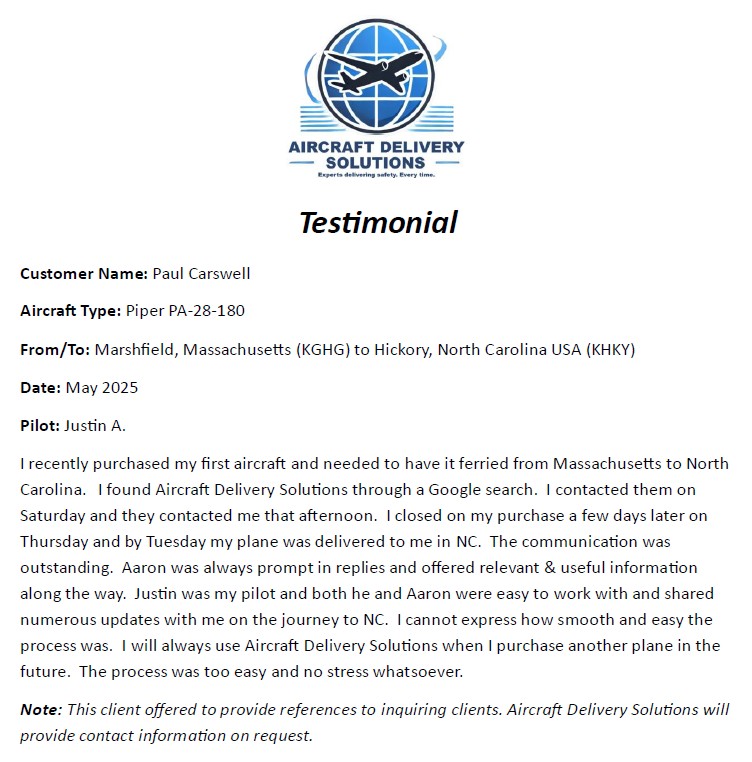 AIRCRAFT DELIVERY
SOLUTIONS
Experts delivering safety. Every time.
Testimonial
Customer Name: Paul Carswell
Aircraft Type: Piper PA-28-180
From/To: Marshfield, Massachusetts (KGHG) to Hickory, North Carolina USA (KHKY)
Date: May 2025
Pilot: Justin A.
I recently purchased my first aircraft and needed to have it ferried from Massachusetts to North
Carolina. I found Aircraft Delivery Solutions through a Google search. I contacted them on
Saturday and they contacted me that afternoon. I closed on my purchase a few days later on
Thursday and by Tuesday my plane was delivered to me in NC. The communication was
outstanding. Aaron was always prompt in replies and offered relevant & useful information
along the way. Justin was my pilot and both he and Aaron were easy to work with and shared
numerous updates with me on the journey to NC. I cannot express how smooth and easy the
process was. I will always use Aircraft Delivery Solutions when I purchase another plane in the
future. The process was too easy and no stress whatsoever.
Note: This client offered to provide references to inquiring clients. Aircraft Delivery Solutions will
provide contact information on request.